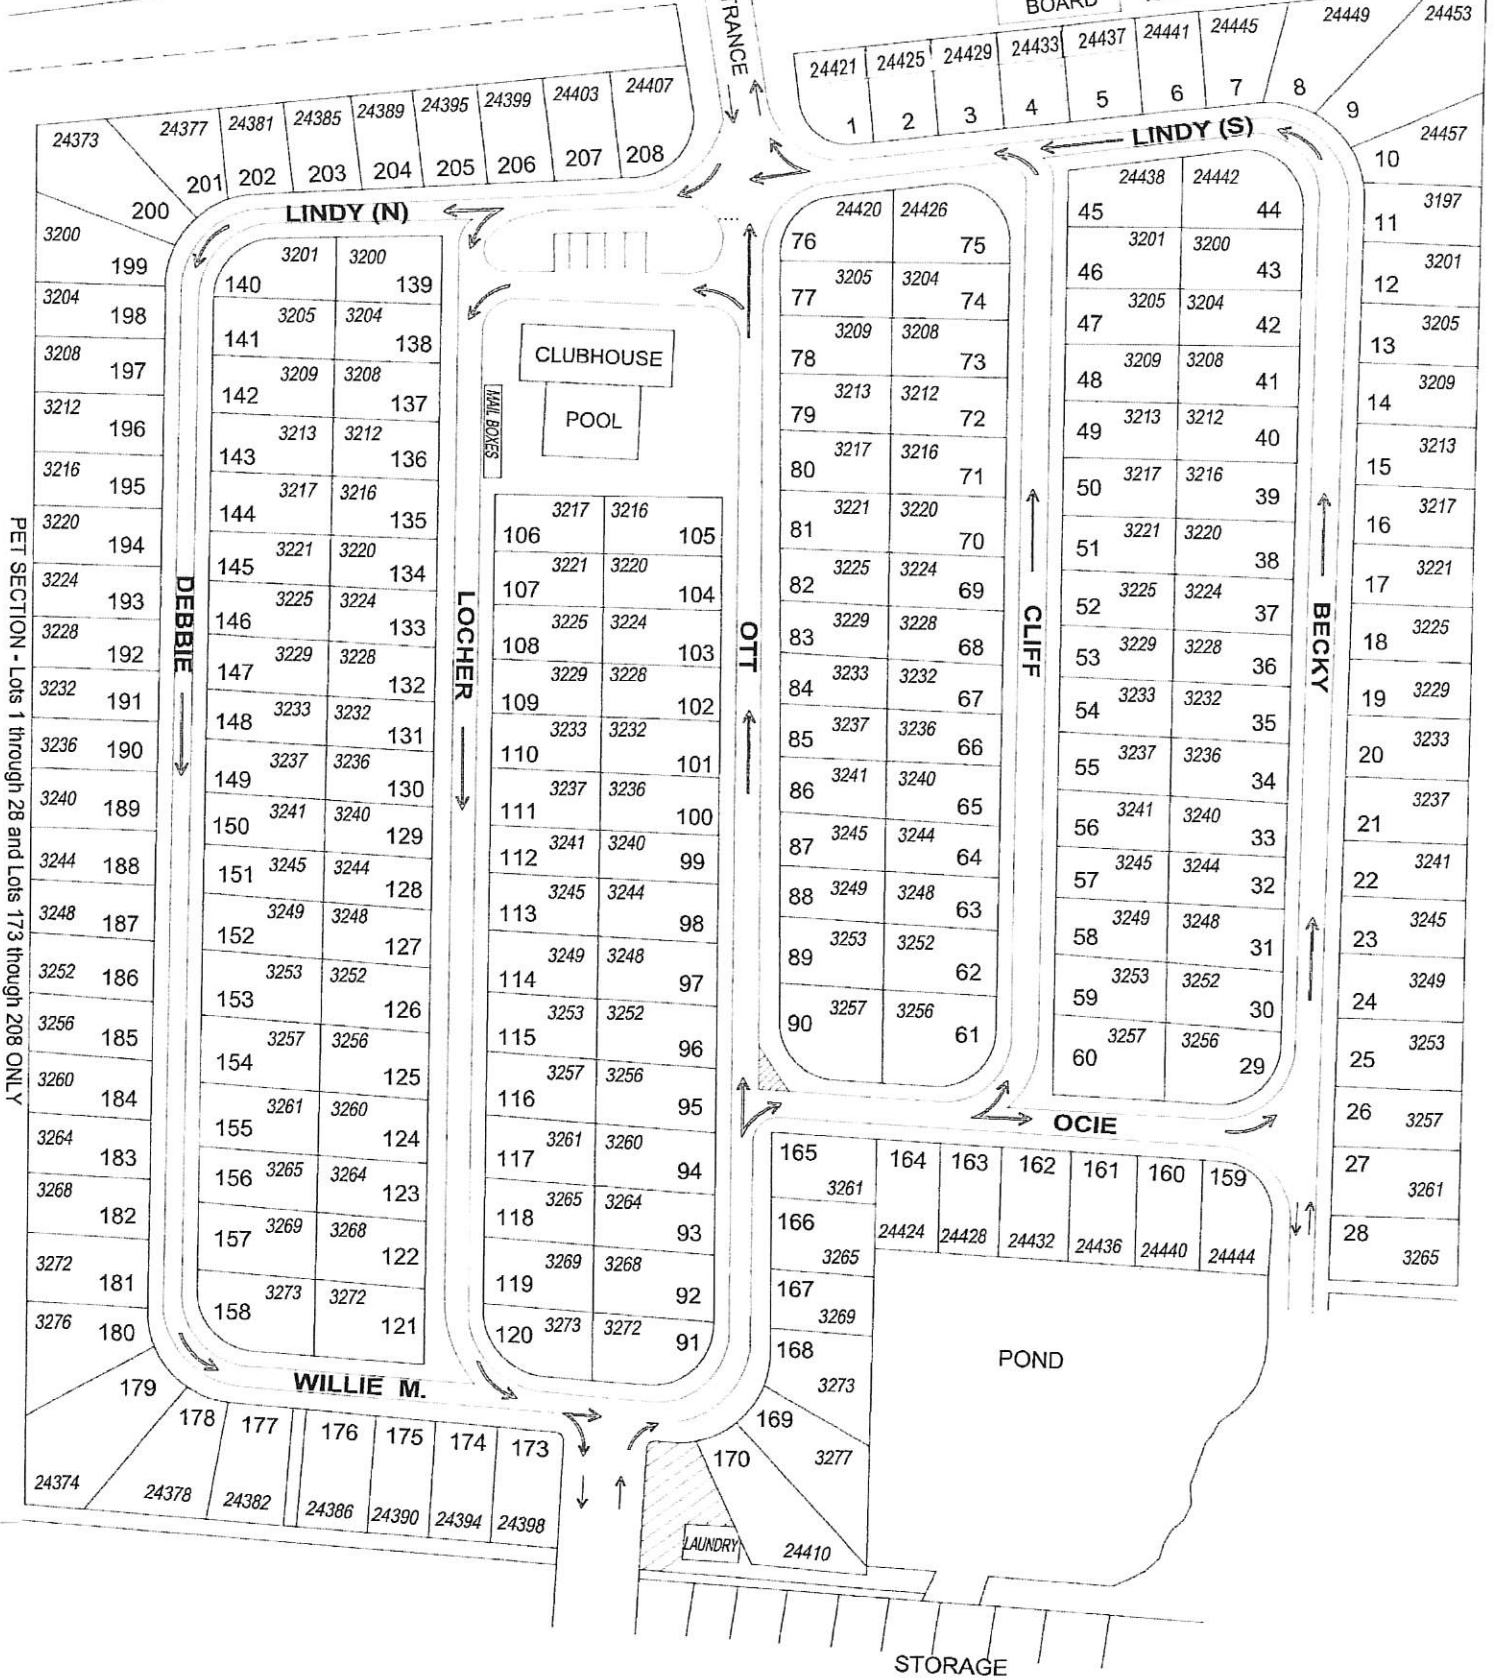 TRANCE
BOARD
24421 24425 24429 24433 24437 24441 24445 24449 24453
1 2 3 4 5 6 7 8 9
24457
10
24373 24377 24381 24385 24389 24395 24399 24403 24407
201 202 203 204 205 206 207 208
200
LINDY (N)
LINDY (S)
3200 199
3204 198
3208 197
3212 196
3216 195
3220 194
3224 193
3228 192
3232 191
3236 190
3240 189
3244 188
3248 187
3252 186
3256 185
3260 184
3264 183
3268 182
3272 181
3276 180
PET SECTION - Lots 1 through 28 and Lots 173 though 208 ONLY
DEBBIE
140 3201 3200 139
141 3205 3204 138
142 3209 3208 137
143 3213 3212 136
144 3217 3216 135
145 3221 3220 134
146 3225 3224 133
147 3229 3228 132
148 3233 3232 131
149 3237 3236 130
150 3241 3240 129
151 3245 3244 128
152 3249 3248 127
153 3253 3252 126
154 3257 3256 125
155 3261 3260 124
156 3265 3264 123
157 3269 3268 122
158 3273 3272 121
LOCHER
CLUBHOUSE
POOL
MAIL BOXES
106 3217 3216 105
107 3221 3220 104
108 3225 3224 103
109 3229 3228 102
110 3233 3232 101
111 3237 3236 100
112 3241 3240 99
113 3245 3244 98
114 3249 3248 97
115 3253 3252 96
116 3257 3256 95
117 3261 3260 94
118 3265 3264 93
119 3269 3268 92
120 3273 3272 91
OTT
76 24420 24426 75
77 3205 3204 74
78 3209 3208 73
79 3213 3212 72
80 3217 3216 71
81 3221 3220 70
82 3225 3224 69
83 3229 3228 68
84 3233 3232 67
85 3237 3236 66
86 3241 3240 65
87 3245 3244 64
88 3249 3248 63
89 3253 3252 62
90 3257 3256 61
CLIFF
45 24438 24442 44
46 3201 3200 43
47 3205 3204 42
48 3209 3208 41
49 3213 3212 40
50 3217 3216 39
51 3221 3220 38
52 3225 3224 37
53 3229 3228 36
54 3233 3232 35
55 3237 3236 34
56 3241 3240 33
57 3245 3244 32
58 3249 3248 31
59 3253 3252 30
60 3257 3256 29
BECKY
11 3197
12 3201
13 3205
14 3209
15 3213
16 3217
17 3221
18 3225
19 3229
20 3233
21 3237
22 3241
23 3245
24 3249
25 3253
26 3257
27 3261
28 3265
OCIE
165 164 163 162 161 160 159
3261
24424 24428 24432 24436 24440 24444
166 3265
167 3269
168 3273
169 3277
170 24410
POND
WILLIE M.
179 178 177 176 175 174 173
24374 24378 24382 24386 24390 24394 24398
LAUNDRY
STORAGE